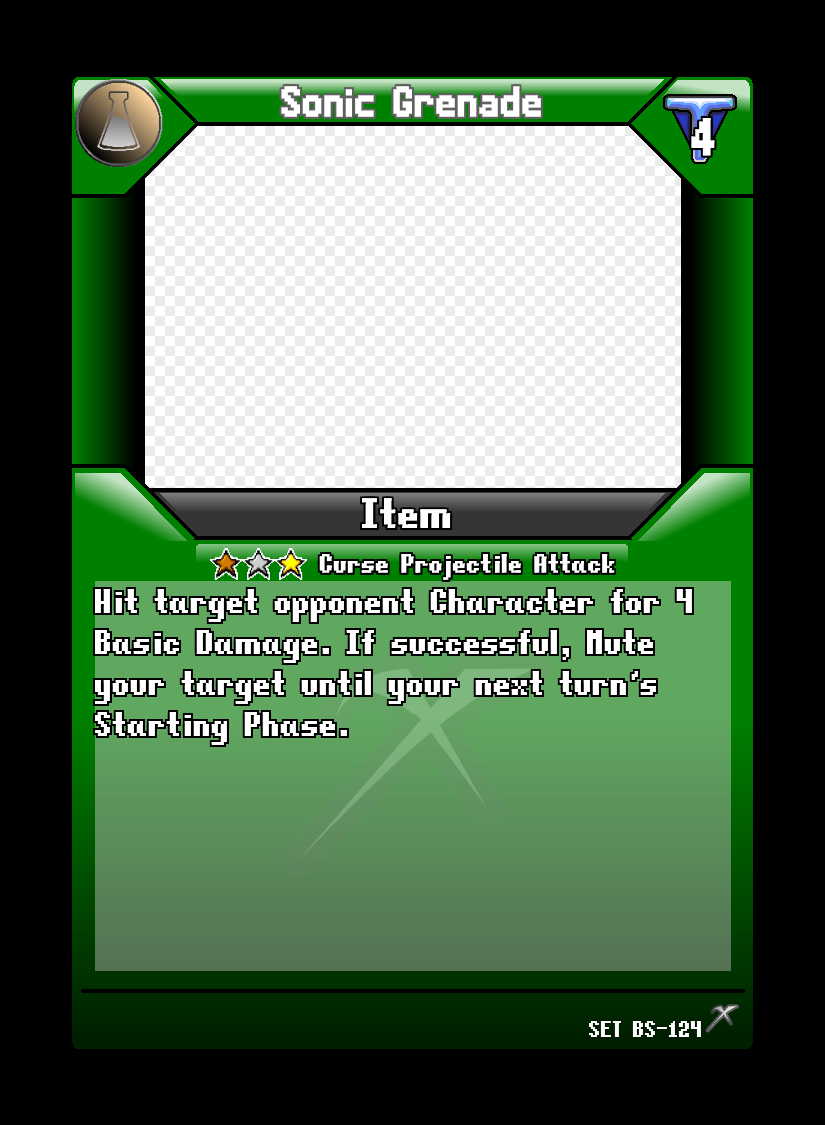 Sonic Grenade
4
Item
Curse Projectile Attack
Hit target opponent Character for 4
Basic Damage. If successful, Mute
your target until your next turn's
Starting Phase.
SET BS-124